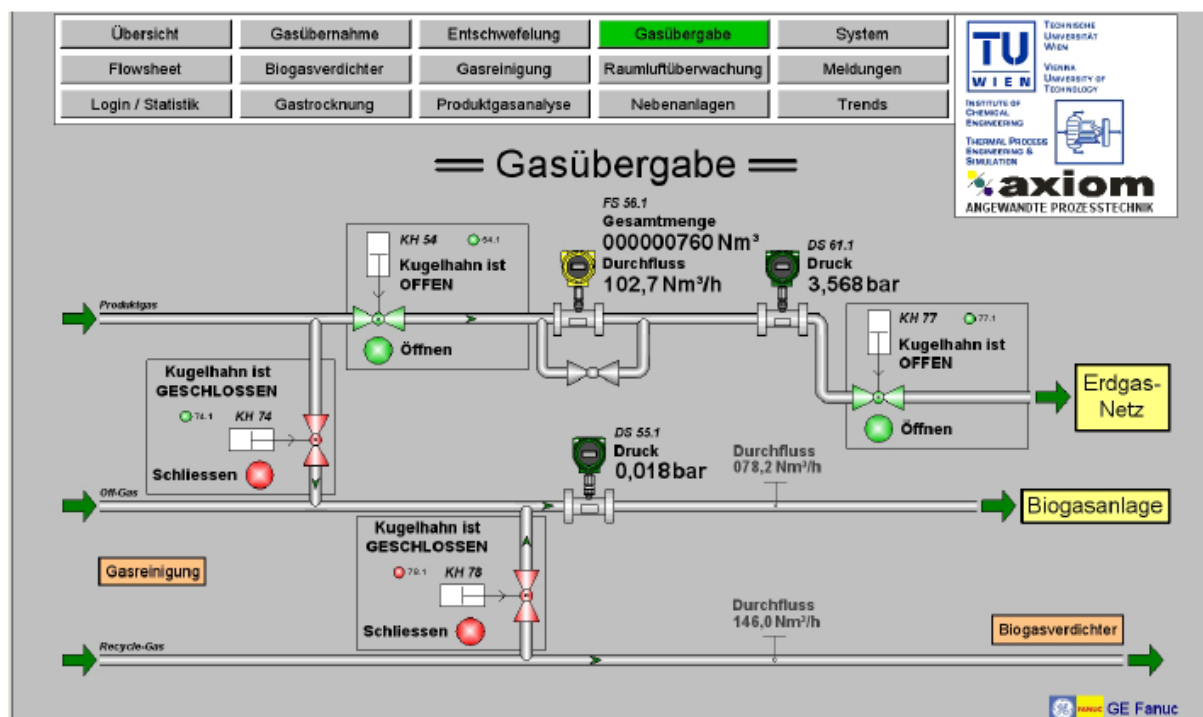 Übersicht
Gasübernahme
Entschwefelung
Gasübergabe
System
Flowsheet
Biogasverdichter
Gasreinigung
Raumluftüberwachung
Meldungen
Login / Statistik
Gastrocknung
Produktgasanalyse
Nebenanlagen
Trends
TU
WIEN
TECHNISCHE
UNIVERSITÄT
WIEN
VIENNA
UNIVERSITY OF
TECHNOLOGY
INSTITUTE OF
CHEMICAL
ENGINEERING
THERMAL PROCESS
ENGINEERING &
SIMULATION
axiom
ANGEWANDTE PROZESSTECHNIK
== Gasübergabe ==
KH 54
54.1
Kugelhahn ist
OFFEN
Öffnen
FS 56.1
Gesamtmenge
000000760 Nm³
Durchfluss
102,7 Nm³/h
DS 61.1
Druck
3,568 bar
Produktgas
KH 77
77.1
Kugelhahn ist
OFFEN
Öffnen
Erdgas-
Netz
Kugelhahn ist
GESCHLOSSEN
74.1
KH 74
Schliessen
DS 55.1
Druck
0,018 bar
Durchfluss
078,2 Nm³/h
Off-Gas
Biogasanlage
Kugelhahn ist
GESCHLOSSEN
78.1
KH 78
Schliessen
Gasreinigung
Durchfluss
146,0 Nm³/h
Biogasverdichter
Recycle-Gas
GE Fanuc
FANUC